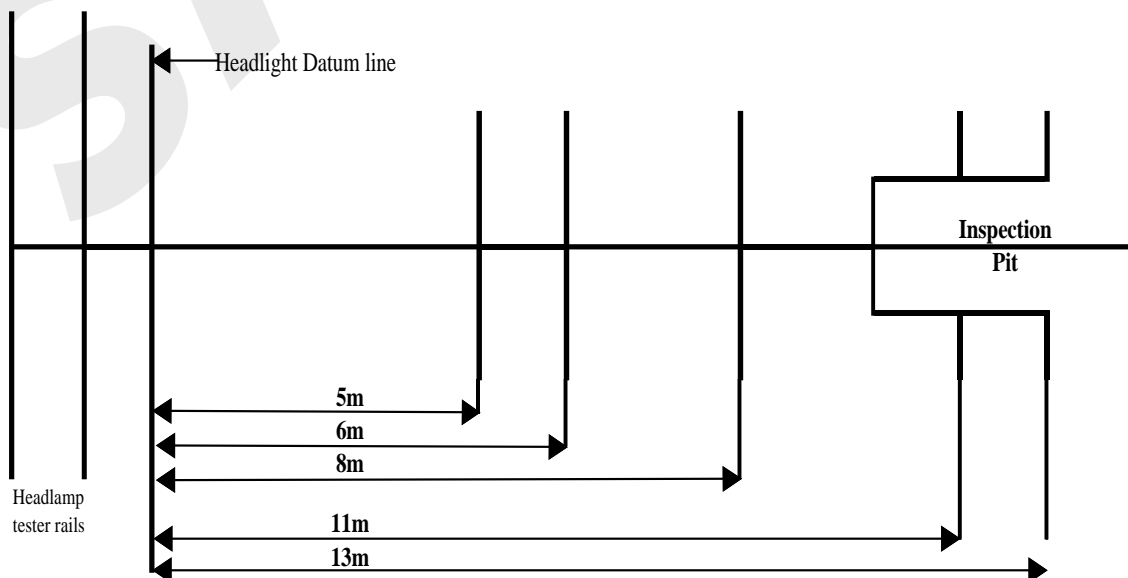 Headlight Datum line
Inspection
Pit
5m
6m
8m
Headlamp
tester rails
11m
13m